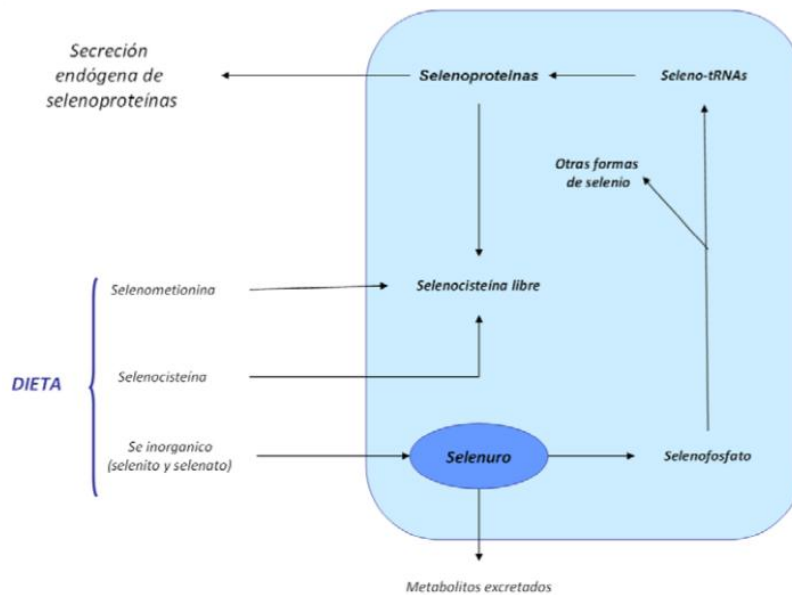 Secreción
endógena de
selenoproteínas
Selenoproteínas
Seleno-tRNAs
Otras formas
de selenio
Selenometionina
Selenocisteína libre
DIETA
Selenocisteína
Se inorganico
(selenito y selenato)
Selenuro
Selenofosfato
Metabolitos excretados